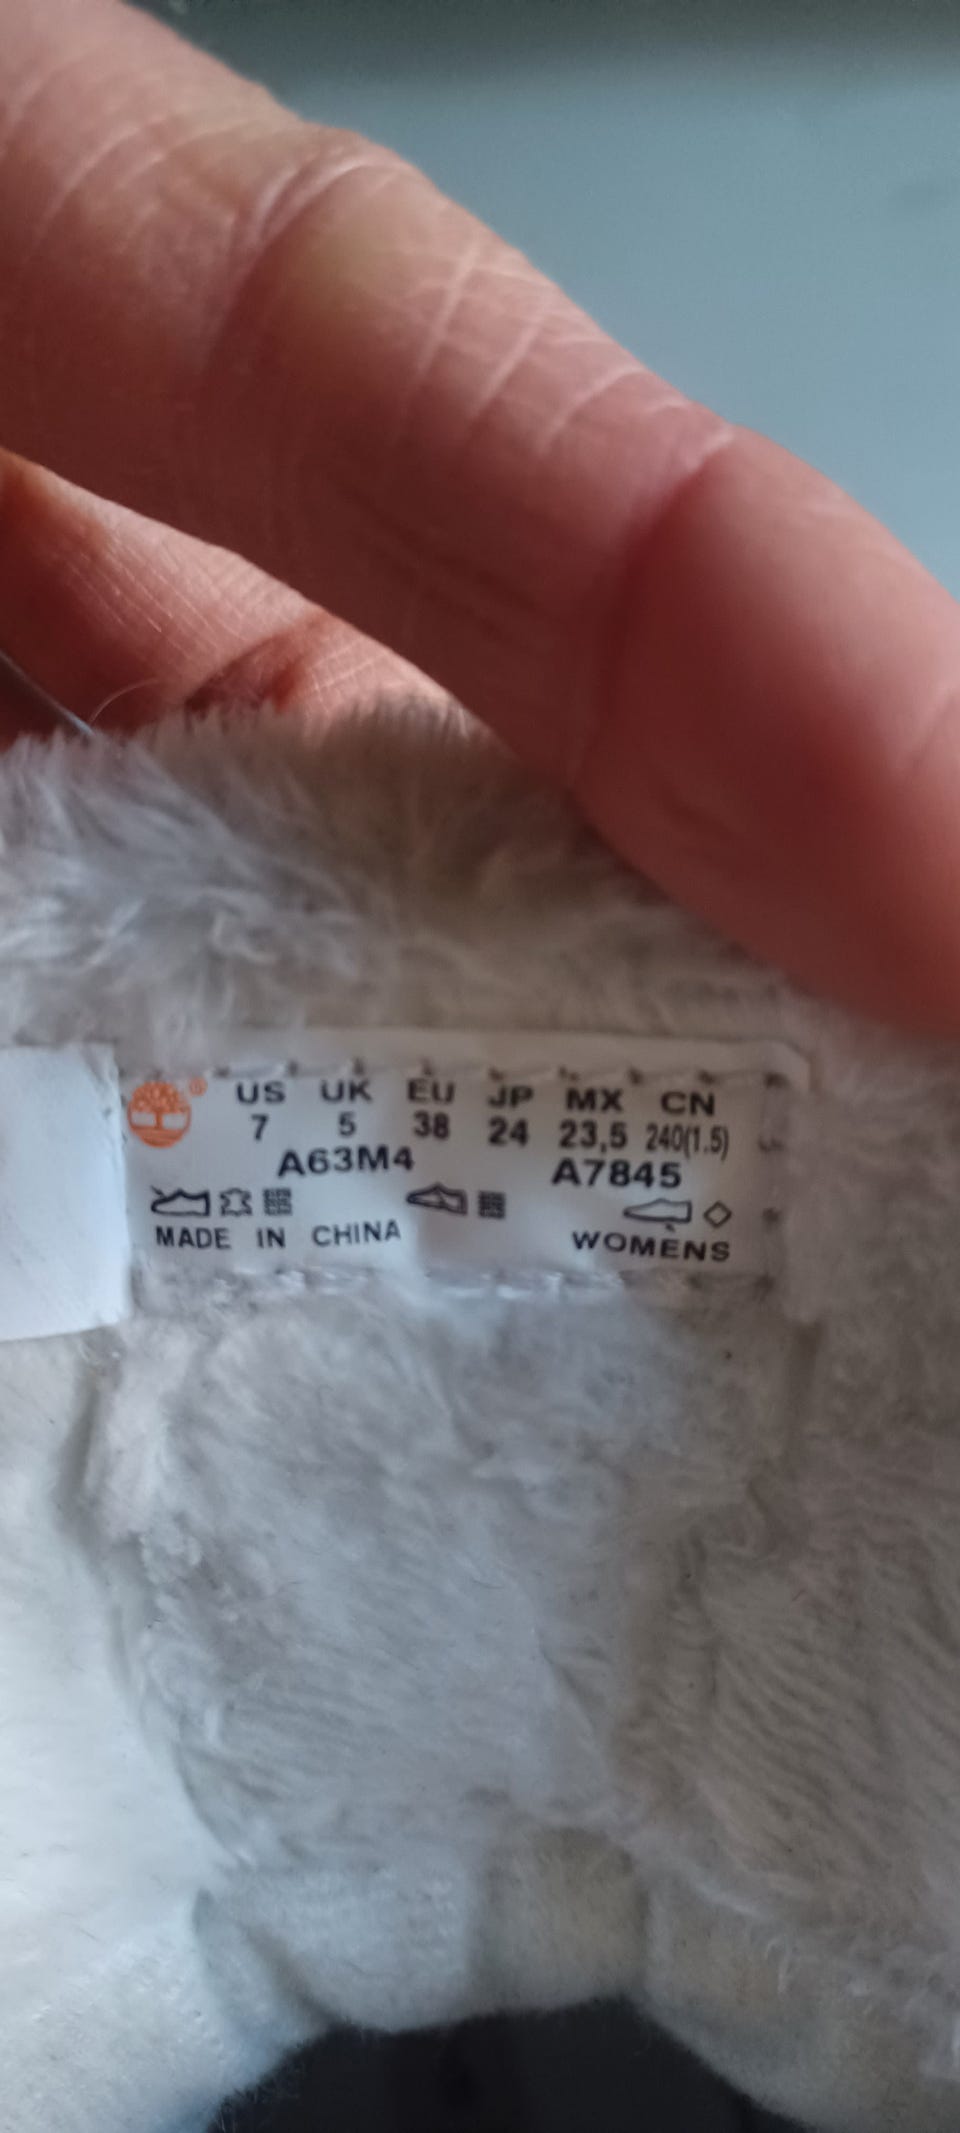 ® US UK EU JP MX CN
7 5 38 24 23,5 240(1.5)
A63M4 A7845
MADE IN CHINA WOMENS